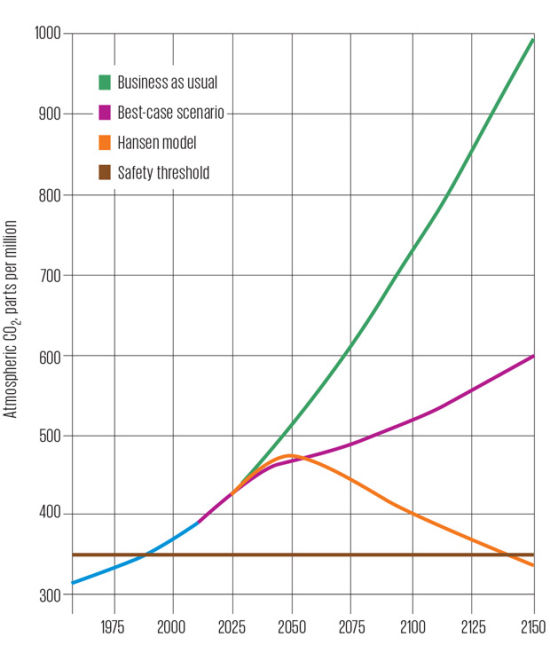 1000
900
800
700
600
500
400
300
Atmospheric CO₂, parts per million
Business as usual
Best-case scenario
Hansen model
Safety threshold
1975 2000 2025 2050 2075 2100 2125 2150